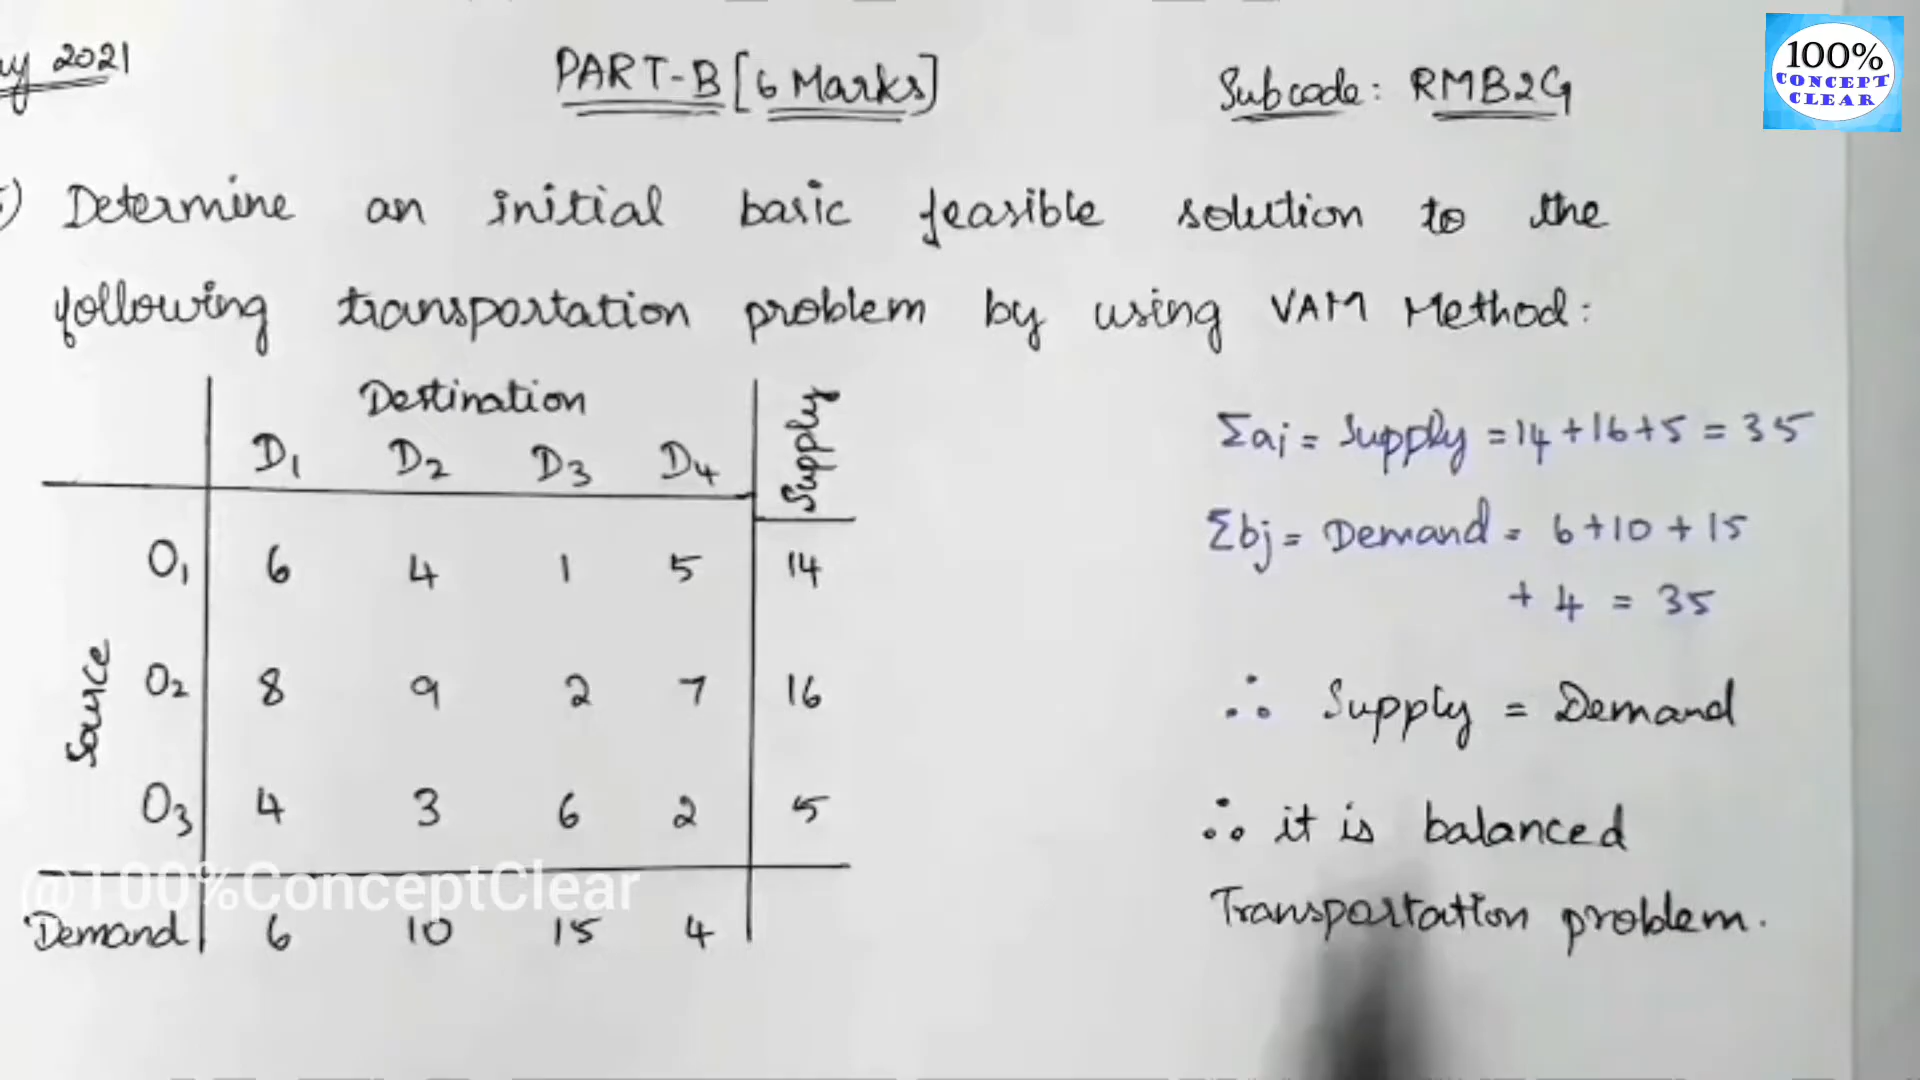 2021
PART-B [6 Marks]
Subcode: RMB2G
100%
CONCEPT
CLEAR
Determine an initial basic feasible solution to the
following transportation problem by using VAM Method:
Destination
Supply
D1 D2 D3 D4
Source
O1 6 4 1 5 14
O2 8 9 2 7 16
O3 4 3 6 2 5
@100%ConceptClear
Demand 6 10 15 4
Σai = Supply = 14+16+5 = 35
Σbj = Demand = 6+10+15
+ 4 = 35
∴ Supply = Demand
∴ it is balanced
Transportation problem.